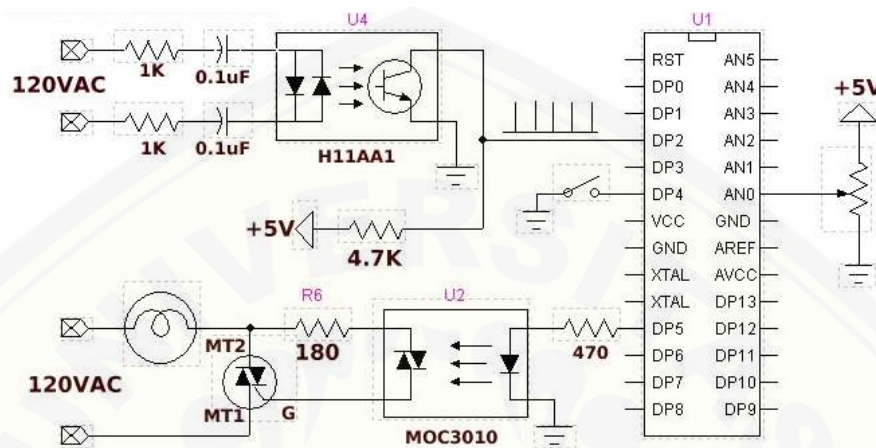 U4
U1
120VAC
1K
0.1uF
1K
0.1uF
H11AA1
+5V
4.7K
RST AN5
DP0 AN4
DP1 AN3
DP2 AN2
DP3 AN1
DP4 AN0
VCC GND
GND AREF
XTAL AVCC
XTAL DP13
DP5 DP12
DP6 DP11
DP7 DP10
DP8 DP9
+5V
120VAC
MT2
MT1
G
R6
180
U2
MOC3010
470